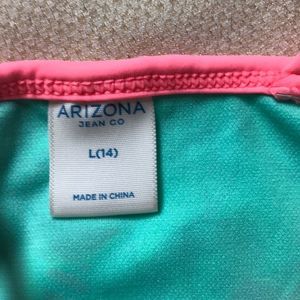 ARIZONA
JEAN CO
L(14)
MADE IN CHINA